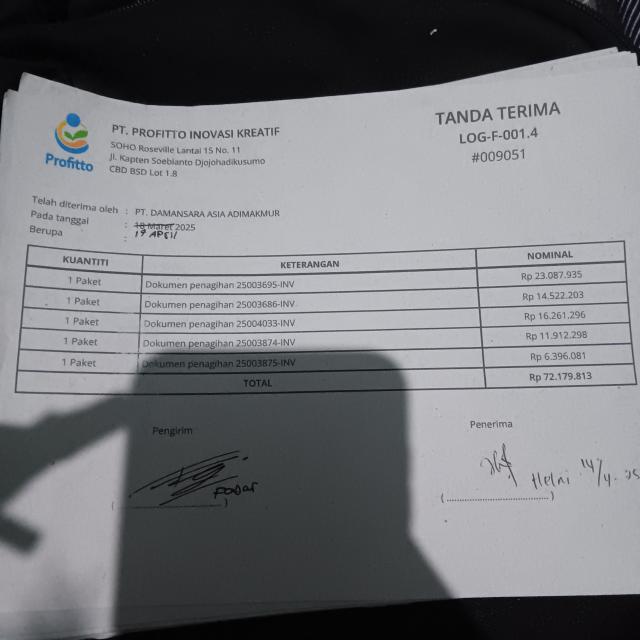 Profitto
PT. PROFITTO INOVASI KREATIF
SOHO Roseville Lantai 15 No. 11
Jl. Kapten Soebianto Djojohadikusumo
CBD BSD Lot 1.8
TANDA TERIMA
LOG-F-001.4
#009051
Telah diterima oleh : PT. DAMANSARA ASIA ADIMAKMUR
Pada tanggal : 18 Maret 2025
Berupa : 14 APRIL
KUANTITI KETERANGAN NOMINAL
1 Paket Dokumen penagihan 25003695-INV Rp 23.087.935
1 Paket Dokumen penagihan 25003686-INV Rp 14.522.203
1 Paket Dokumen penagihan 25004033-INV Rp 16.261.296
1 Paket Dokumen penagihan 25003874-INV Rp 11.912.298
1 Paket Dokumen penagihan 25003875-INV Rp 6.396.081
TOTAL Rp 72.179.813
Pengirim
Penerima
14/4.25
(..............................)
(..............................)